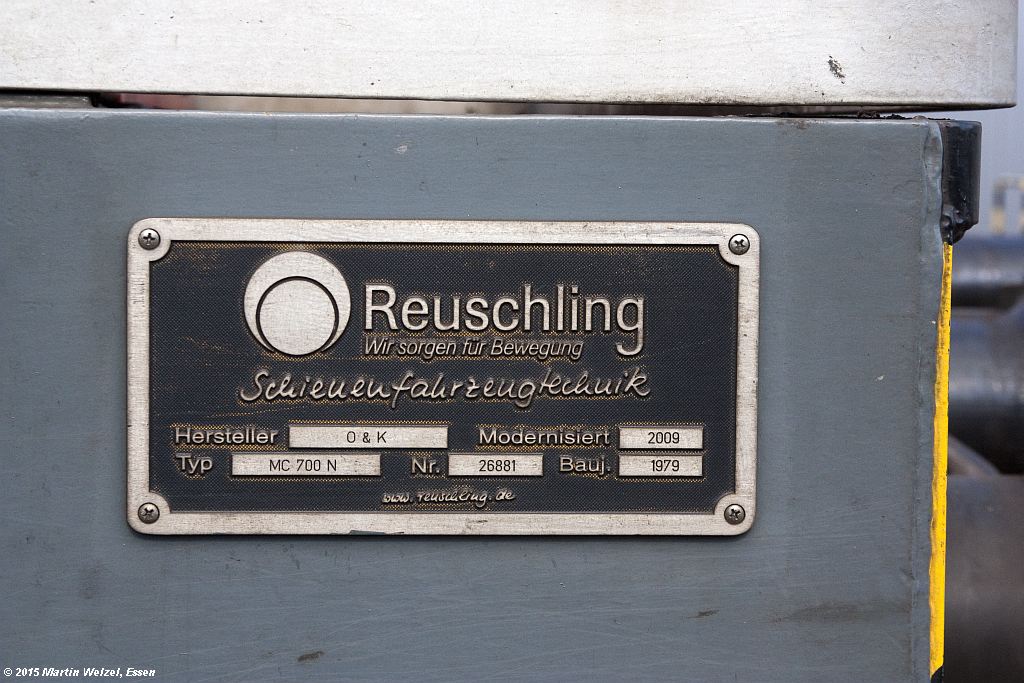 Reuschling
Wir sorgen für Bewegung
Schienenfahrzeugtechnik
Hersteller O & K Modernisiert 2009
Typ MC 700 N Nr. 26881 Bauj. 1979
www.reuschling.de
© 2015 Martin Welzel, Essen